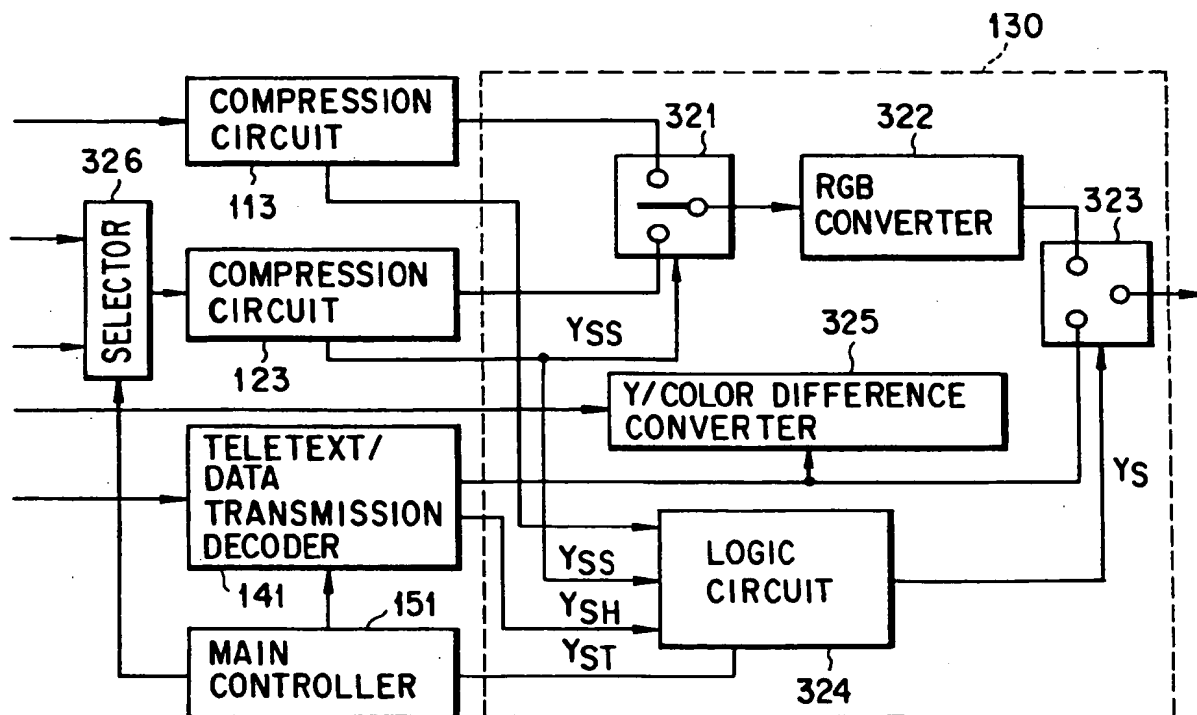 130
COMPRESSION
CIRCUIT
113
321
322
RGB
CONVERTER
323
326
SELECTOR
COMPRESSION
CIRCUIT
123
YSS
325
Y/COLOR DIFFERENCE
CONVERTER
TELETEXT/
DATA
TRANSMISSION
DECODER
141
YS
LOGIC
CIRCUIT
324
YSS
YSH
YST
151
MAIN
CONTROLLER